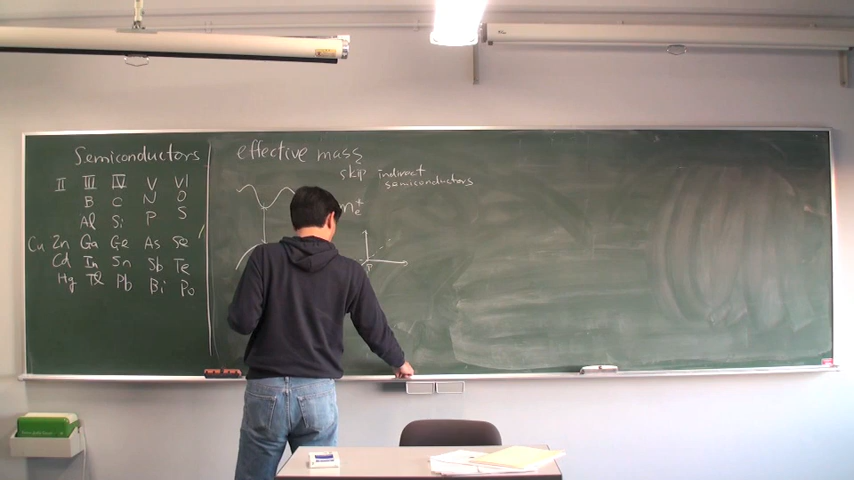 Semiconductors
II III IV V VI
B C N O
Al Si P S
Cu Zn Ga Ge As Se
Cd In Sn Sb Te
Hg Tl Pb Bi Po
effective mass
skip indirect
semiconductors